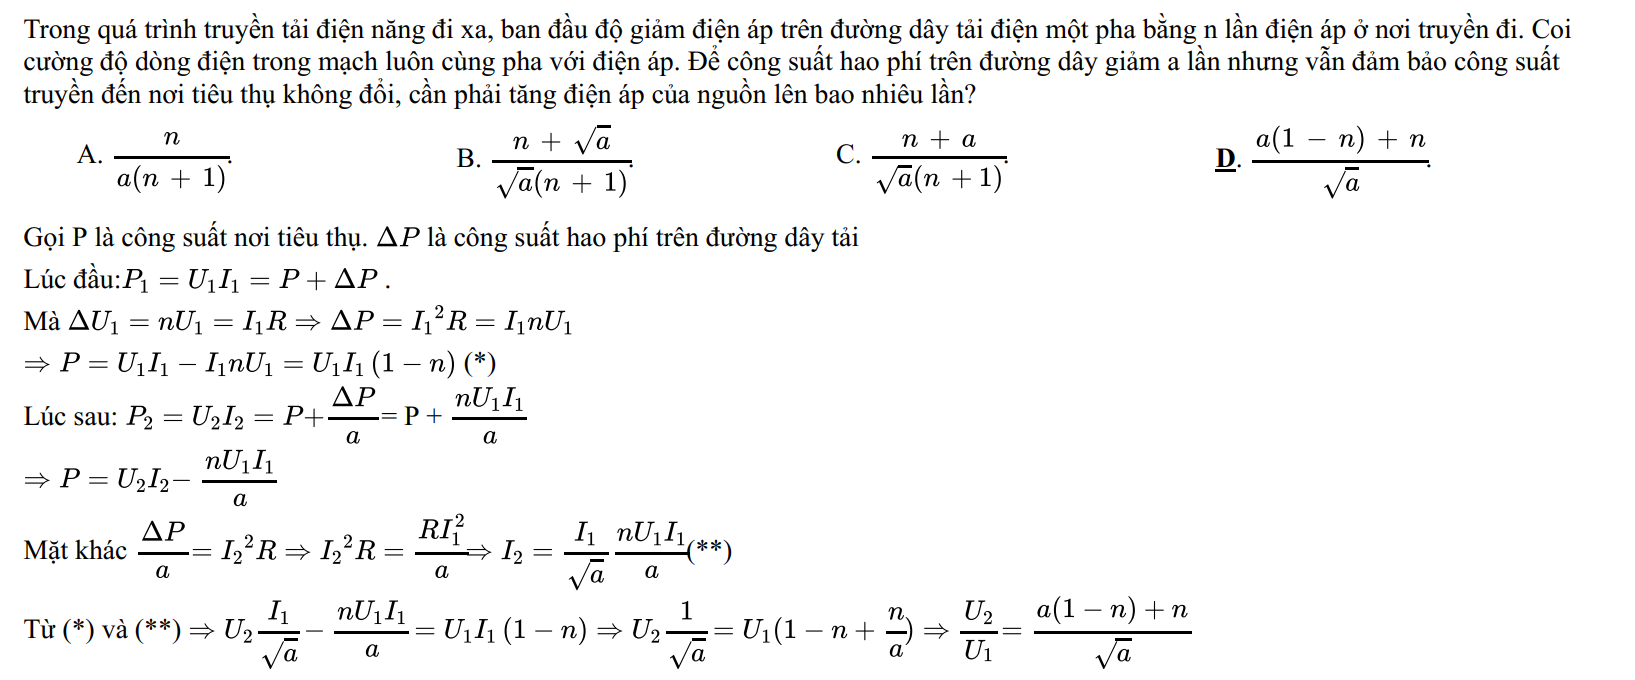 Trong quá trình truyền tải điện năng đi xa, ban đầu độ giảm điện áp trên đường dây tải điện một pha bằng n lần điện áp ở nơi truyền đi. Coi
cường độ dòng điện trong mạch luôn cùng pha với điện áp. Để công suất hao phí trên đường dây giảm a lần nhưng vẫn đảm bảo công suất
truyền đến nơi tiêu thụ không đổi, cần phải tăng điện áp của nguồn lên bao nhiêu lần?
A. $\frac{n}{a(n + 1)}$. B. $\frac{n + \sqrt{a}}{\sqrt{a}(n + 1)}$. C. $\frac{n + a}{\sqrt{a}(n + 1)}$. D. $\frac{a(1 - n) + n}{\sqrt{a}}$.
Gọi P là công suất nơi tiêu thụ. $\Delta P$ là công suất hao phí trên đường dây tải
Lúc đầu:$P_1 = U_1I_1 = P + \Delta P$ .
Mà $\Delta U_1 = nU_1 = I_1R \Rightarrow \Delta P = {I_1}^2R = I_1nU_1$
$\Rightarrow P = U_1I_1 - I_1nU_1 = U_1I_1(1 - n)$ (*)
Lúc sau: $P_2 = U_2I_2 = P + \frac{\Delta P}{a}$ = P + $\frac{nU_1I_1}{a}$
$\Rightarrow P = U_2I_2 - \frac{nU_1I_1}{a}$
Mặt khác $\frac{\Delta P}{a} = {I_2}^2R \Rightarrow {I_2}^2R = \frac{RI_1^2}{a} \Rightarrow I_2 = \frac{I_1}{\sqrt{a}} \frac{nU_1I_1}{a}$(**)
Từ (*) và (**) $\Rightarrow U_2\frac{I_1}{\sqrt{a}} - \frac{nU_1I_1}{a} = U_1I_1(1 - n) \Rightarrow U_2\frac{1}{\sqrt{a}} = U_1(1 - n + \frac{n}{a}) \Rightarrow \frac{U_2}{U_1} = \frac{a(1 - n) + n}{\sqrt{a}}$